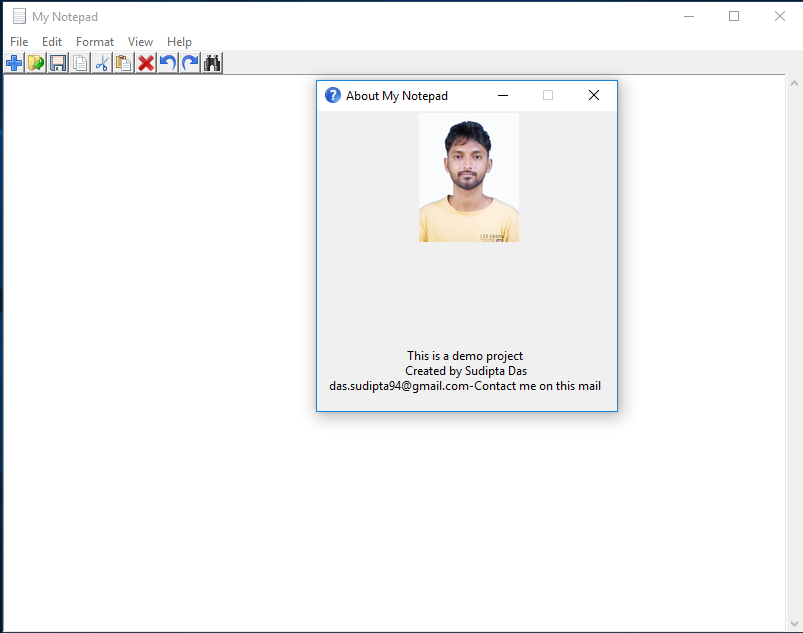 My Notepad
File Edit Format View Help
About My Notepad
This is a demo project
Created by Sudipta Das
das.sudipta94@gmail.com-Contact me on this mail